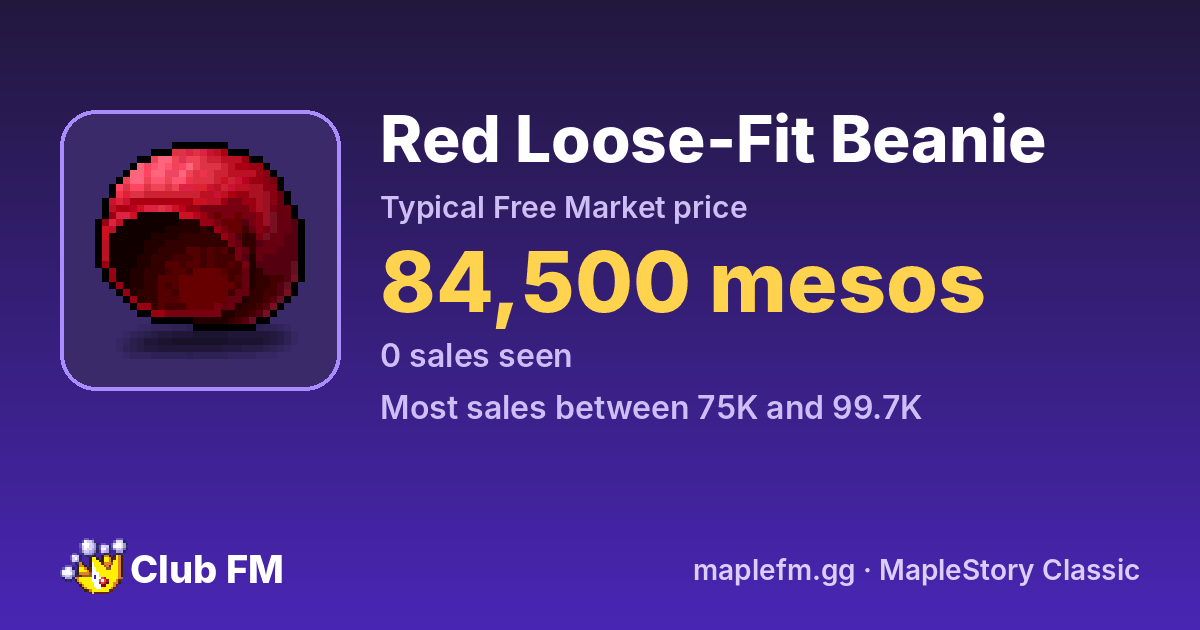 Red Loose-Fit Beanie
Typical Free Market price
84,500 mesos
0 sales seen
Most sales between 75K and 99.7K
Club FM
maplefm.gg · MapleStory Classic